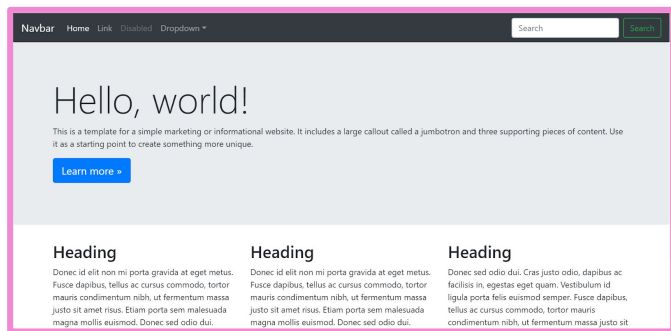 Navbar Home Link Disabled Dropdown Search Search
Hello, world!
This is a template for a simple marketing or informational website. It includes a large callout called a jumbotron and three supporting pieces of content. Use
it as a starting point to create something more unique.
Learn more »
Heading
Donec id elit non mi porta gravida at eget metus.
Fusce dapibus, tellus ac cursus commodo, tortor
mauris condimentum nibh, ut fermentum massa
justo sit amet risus. Etiam porta sem malesuada
magna mollis euismod. Donec sed odio dui.
Heading
Donec id elit non mi porta gravida at eget metus.
Fusce dapibus, tellus ac cursus commodo, tortor
mauris condimentum nibh, ut fermentum massa
justo sit amet risus. Etiam porta sem malesuada
magna mollis euismod. Donec sed odio dui.
Heading
Donec sed odio dui. Cras justo odio, dapibus ac
facilisis in, egestas eget quam. Vestibulum id
ligula porta felis euismod semper. Fusce dapibus,
tellus ac cursus commodo, tortor mauris
condimentum nibh, ut fermentum massa justo sit